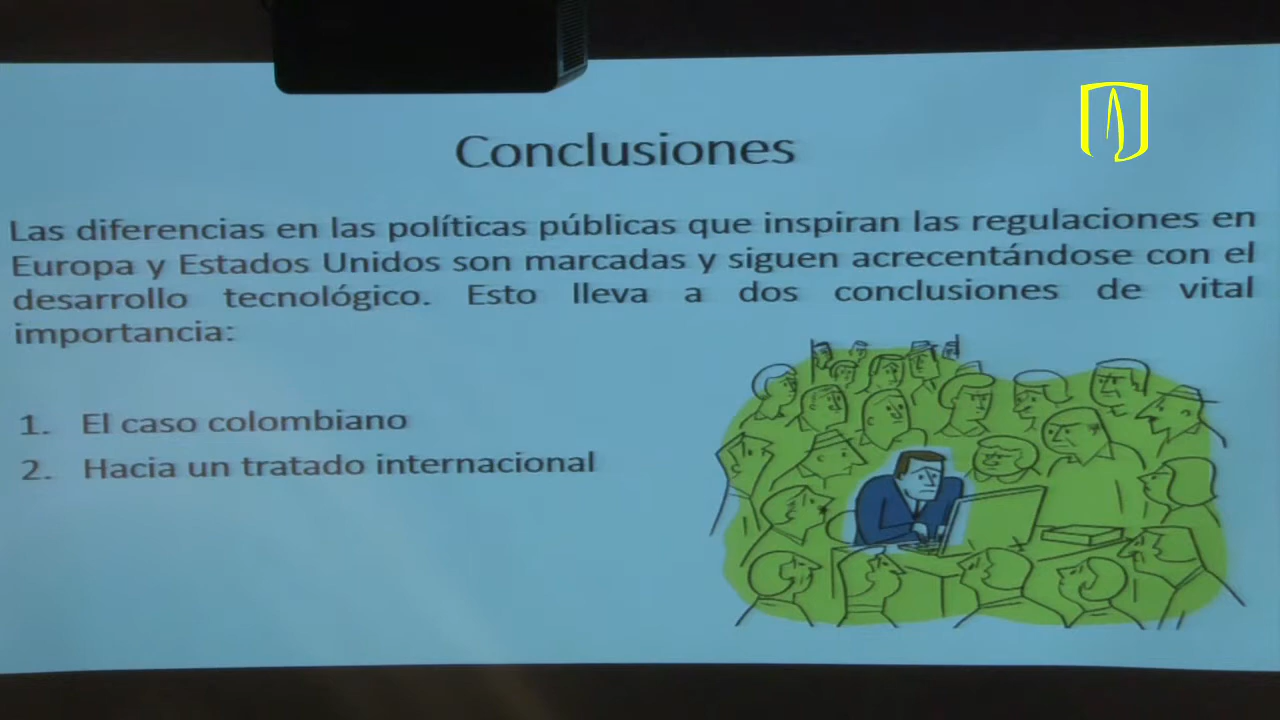 Conclusiones
Las diferencias en las políticas públicas que inspiran las regulaciones en
Europa y Estados Unidos son marcadas y siguen acrecentándose con el
desarrollo tecnológico. Esto lleva a dos conclusiones de vital
importancia:
1. El caso colombiano
2. Hacia un tratado internacional